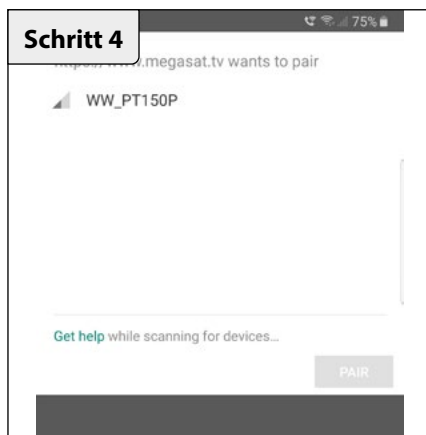 Schritt 4
75%
.megasat.tv wants to pair
WW_PT150P
Get help while scanning for devices...
PAIR